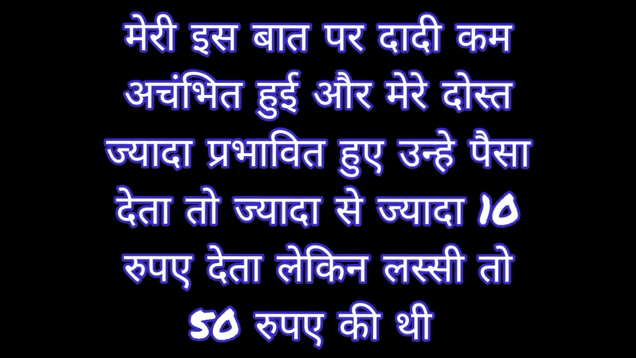 मेरी इस बात पर दादी कम
अचंभित हुई और मेरे दोस्त
ज्यादा प्रभावित हुए उन्हे पैसा
देता तो ज्यादा से ज्यादा 10
रुपए देता लेकिन लस्सी तो
50 रुपए की थी